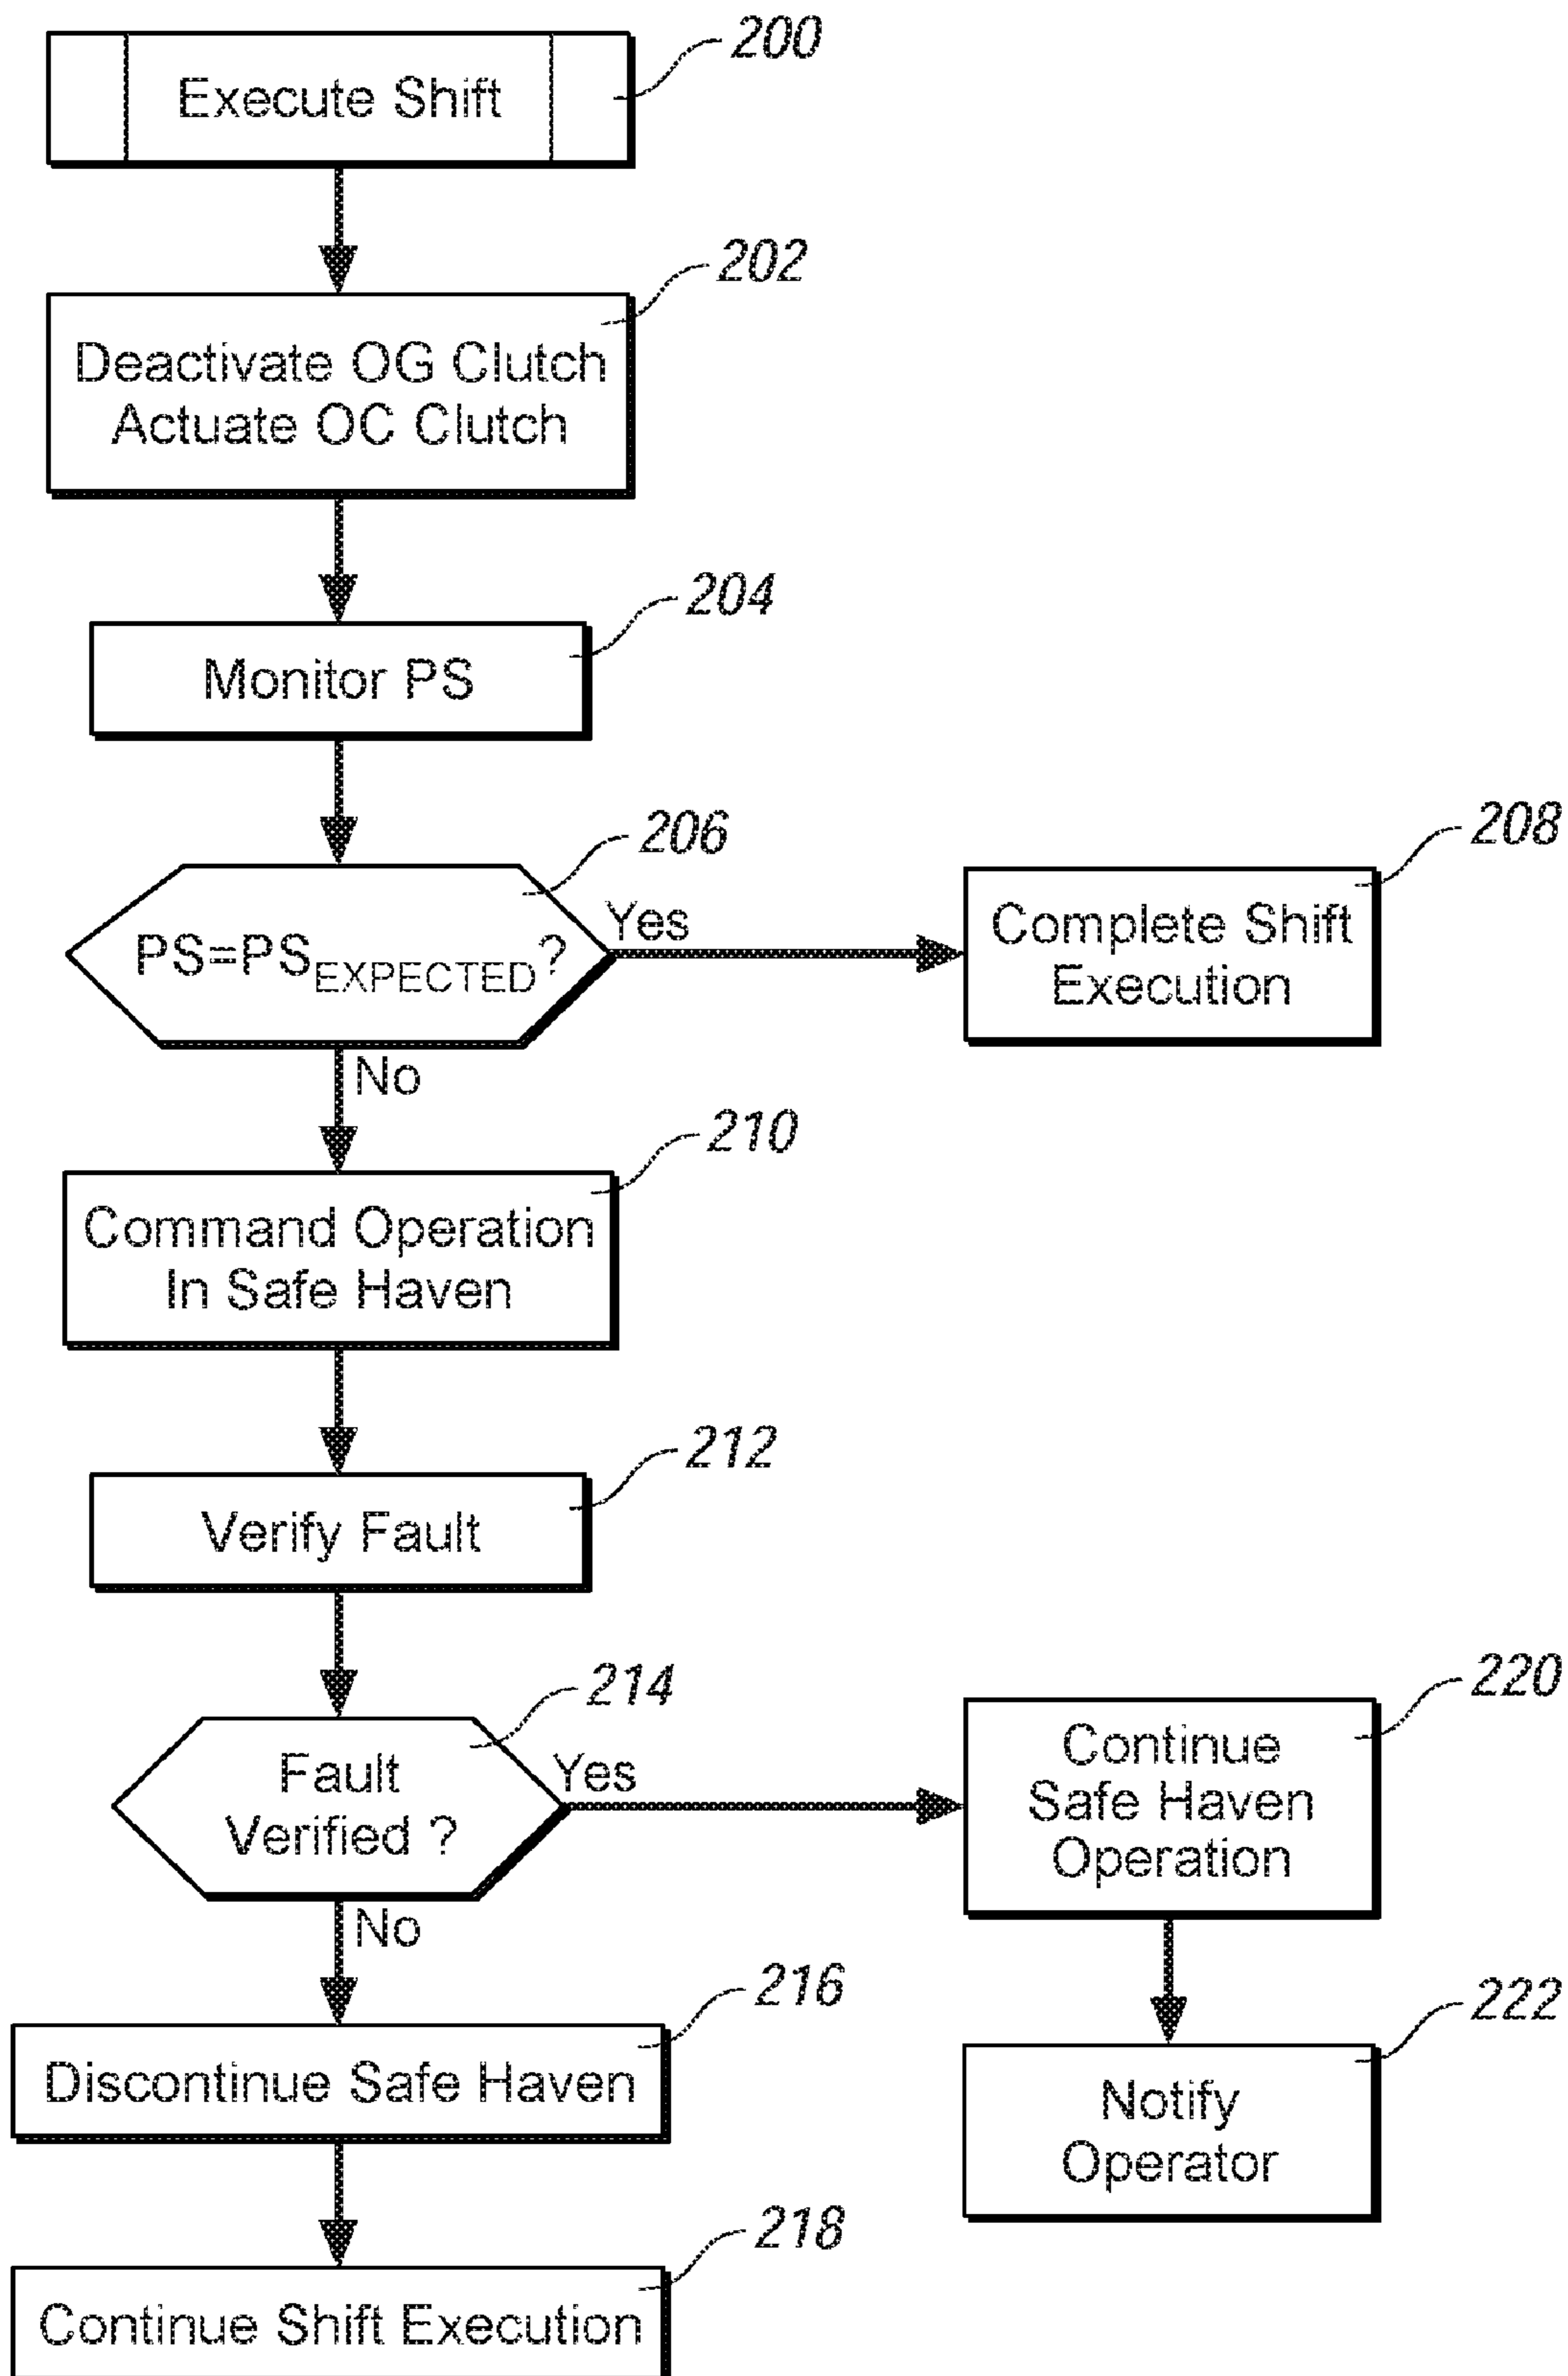 200
Execute Shift
202
Deactivate OG Clutch
Actuate OC Clutch
204
Monitor PS
206
PS=PSEXPECTED?
Yes
208
Complete Shift
Execution
No
210
Command Operation
In Safe Haven
212
Verify Fault
214
Fault
Verified ?
Yes
220
Continue
Safe Haven
Operation
No
216
Discontinue Safe Haven
222
Notify
Operator
218
Continue Shift Execution